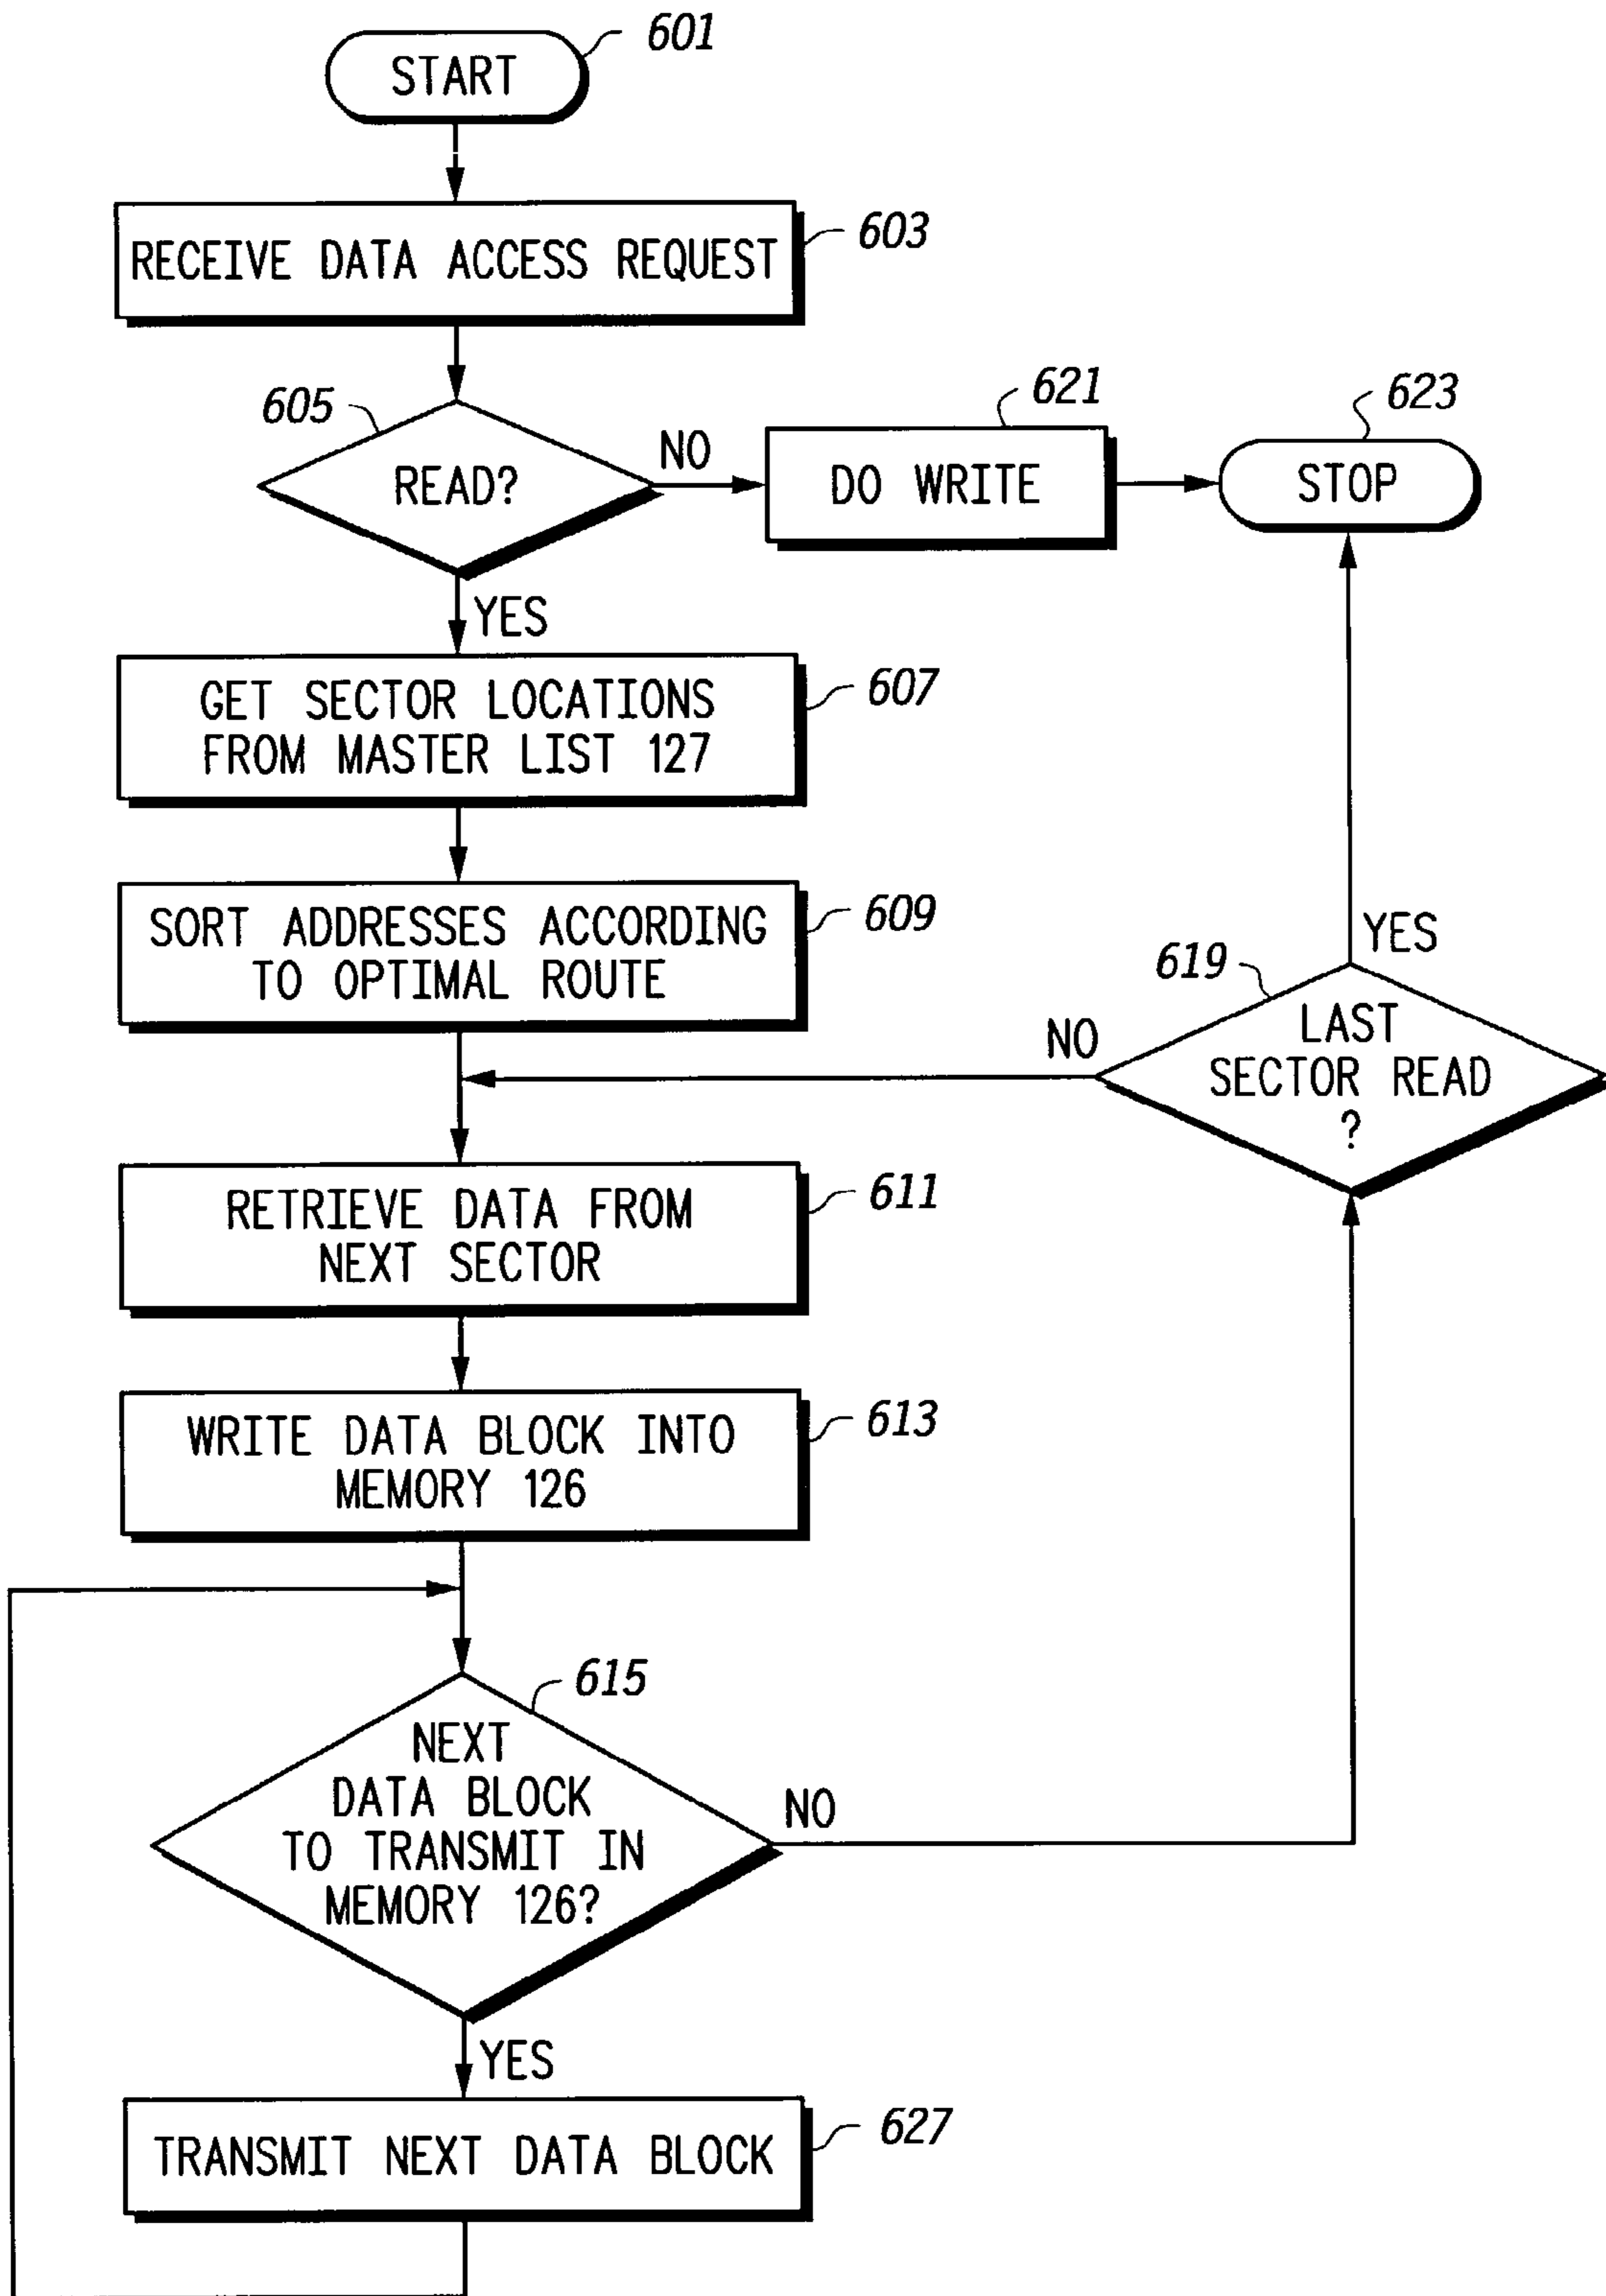 START
601
RECEIVE DATA ACCESS REQUEST
603
605
READ?
NO
621
DO WRITE
623
STOP
YES
GET SECTOR LOCATIONS
FROM MASTER LIST 127
607
SORT ADDRESSES ACCORDING
TO OPTIMAL ROUTE
609
YES
619
NO
LAST
SECTOR READ
?
RETRIEVE DATA FROM
NEXT SECTOR
611
WRITE DATA BLOCK INTO
MEMORY 126
613
615
NEXT
DATA BLOCK
TO TRANSMIT IN
MEMORY 126?
NO
YES
TRANSMIT NEXT DATA BLOCK
627